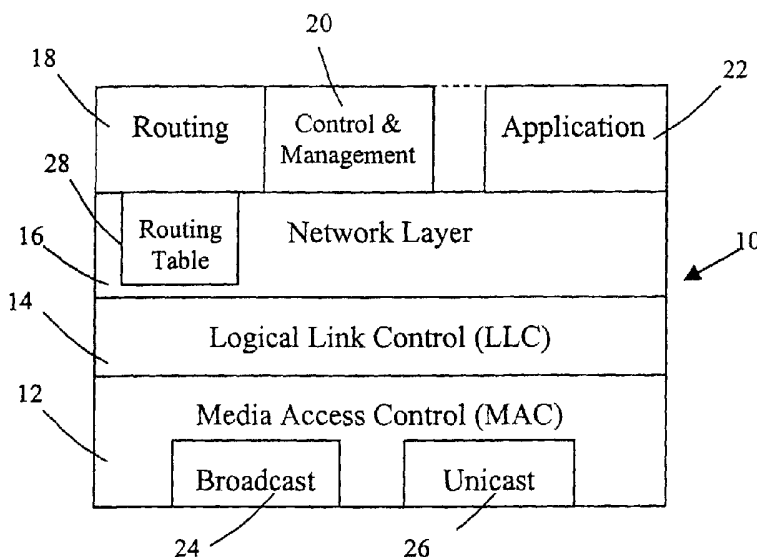 20
18
22
Routing
Control &
Management
Application
28
Routing
Table
Network Layer
16
10
14
Logical Link Control (LLC)
12
Media Access Control (MAC)
Broadcast
Unicast
24
26